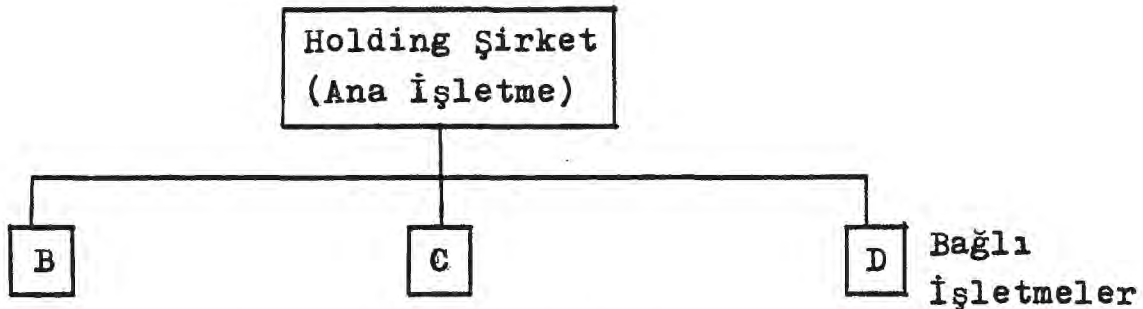 Holding Şirket
(Ana İşletme)
B
C
D
Bağlı
İşletmeler